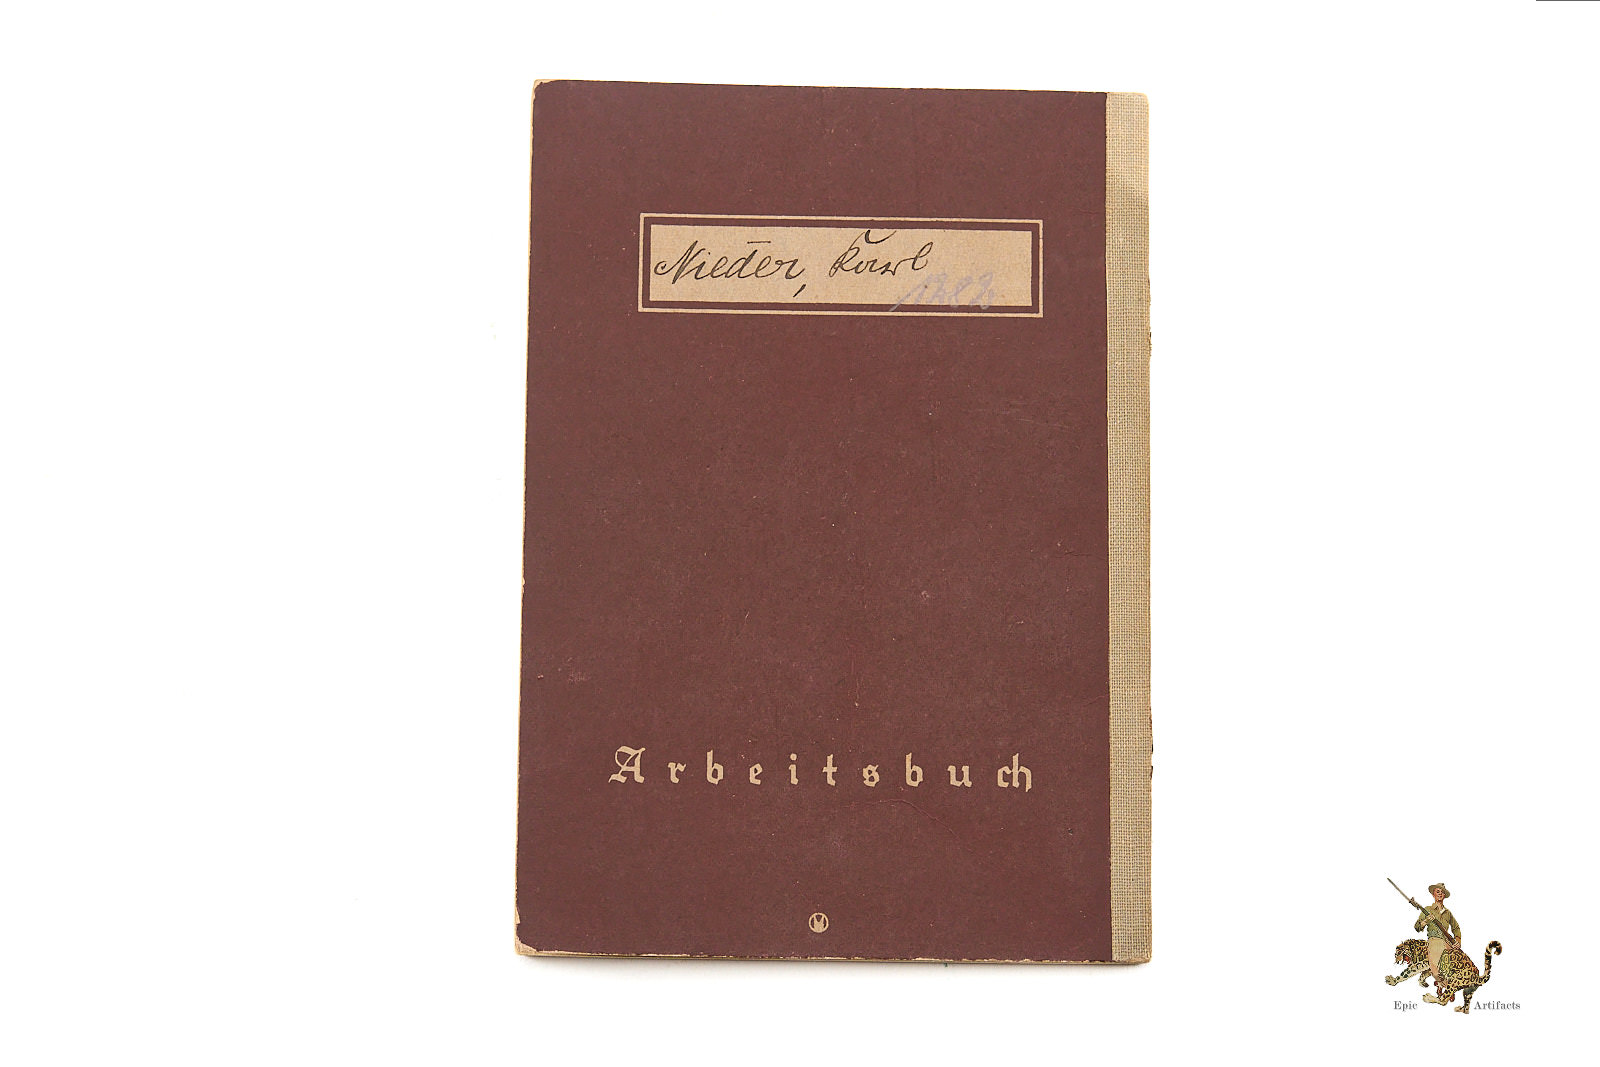 Nieder, Karl
Arbeitsbuch
Epic Artifacts